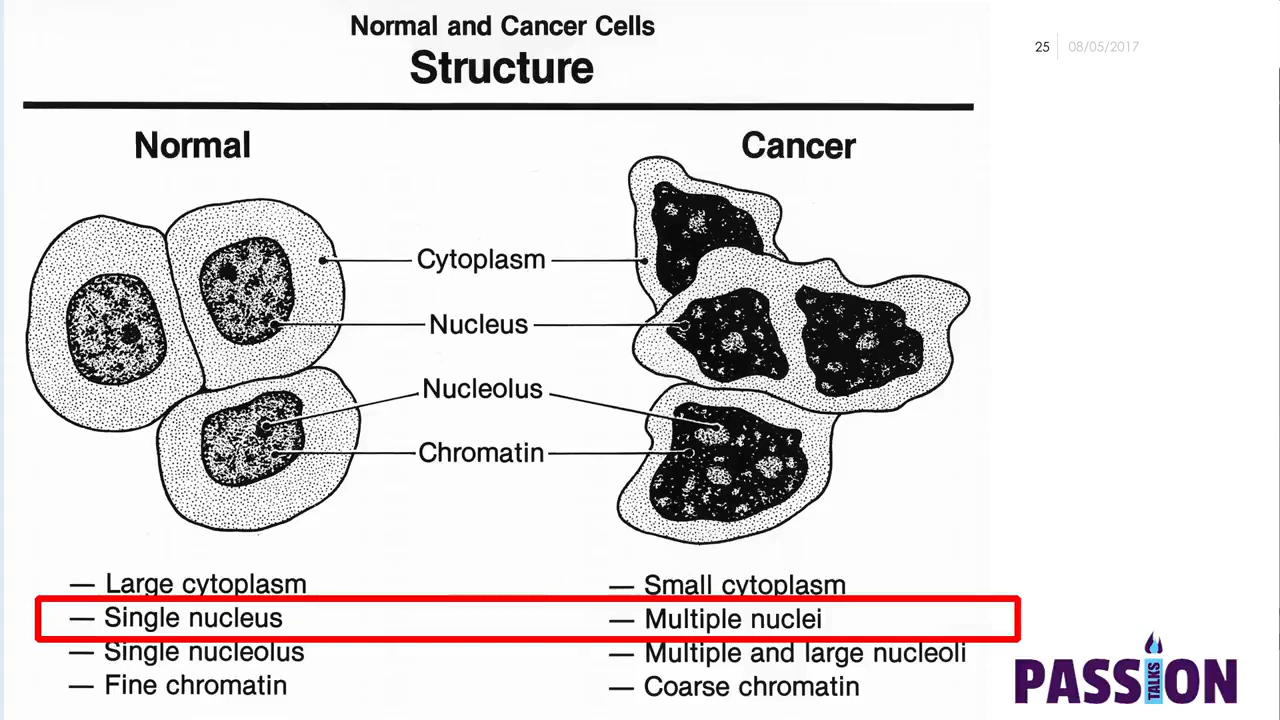 Normal and Cancer Cells
Structure
25 08/05/2017
Normal
Cancer
Cytoplasm
Nucleus
Nucleolus
Chromatin
— Large cytoplasm
— Single nucleus
— Single nucleolus
— Fine chromatin
— Small cytoplasm
— Multiple nuclei
— Multiple and large nucleoli
— Coarse chromatin
PASSION
TALKS